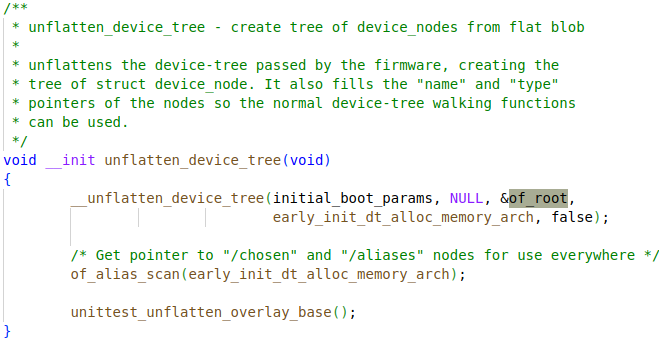 /**
 * unflatten_device_tree - create tree of device_nodes from flat blob
 *
 * unflattens the device-tree passed by the firmware, creating the
 * tree of struct device_node. It also fills the "name" and "type"
 * pointers of the nodes so the normal device-tree walking functions
 * can be used.
 */
void __init unflatten_device_tree(void)
{
        __unflatten_device_tree(initial_boot_params, NULL, &of_root,
                                early_init_dt_alloc_memory_arch, false);

        /* Get pointer to "/chosen" and "/aliases" nodes for use everywhere */
        of_alias_scan(early_init_dt_alloc_memory_arch);

        unittest_unflatten_overlay_base();
}